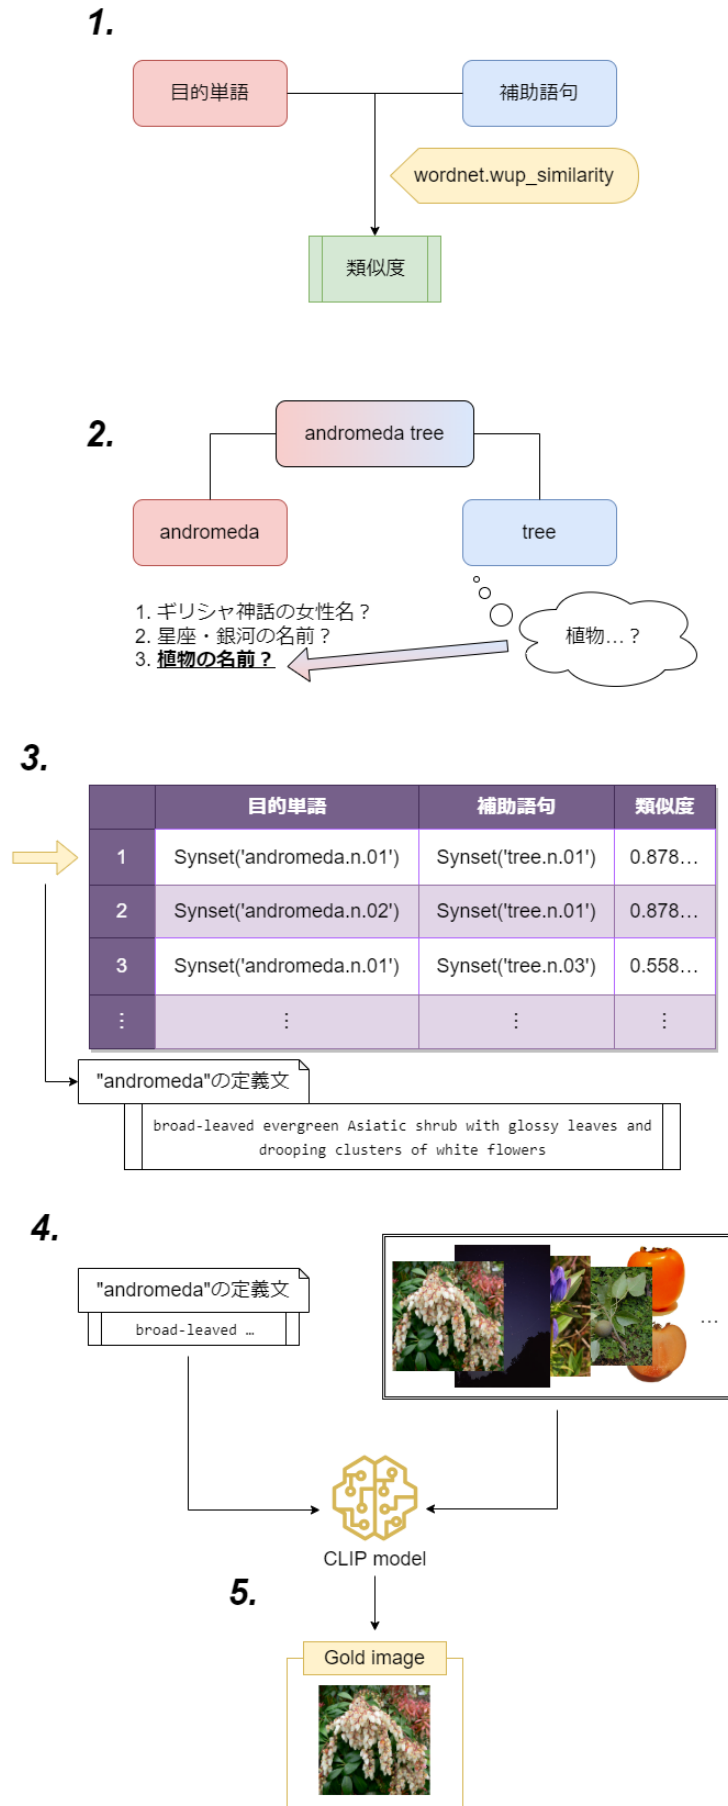 1.
目的単語
補助語句
wordnet.wup_similarity
類似度
2.
andromeda tree
andromeda
tree
1. ギリシャ神話の女性名？
2. 星座・銀河の名前？
3. 植物の名前？
植物…？
3.
目的単語 補助語句 類似度
1 Synset('andromeda.n.01') Synset('tree.n.01') 0.878…
2 Synset('andromeda.n.02') Synset('tree.n.01') 0.878…
3 Synset('andromeda.n.01') Synset('tree.n.03') 0.558…
⋮ ⋮ ⋮ ⋮
"andromeda"の定義文
broad-leaved evergreen Asiatic shrub with glossy leaves and
drooping clusters of white flowers
4.
"andromeda"の定義文
broad-leaved …
…
CLIP model
5.
Gold image